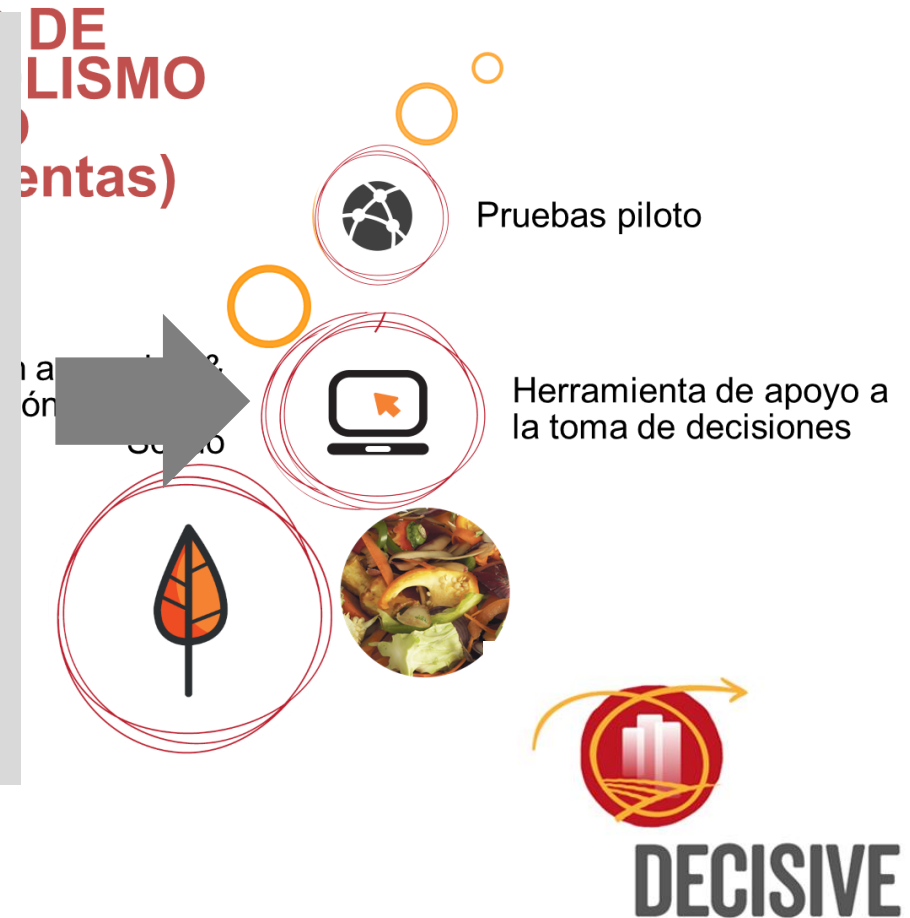 DE
LISMO
entas)
Pruebas piloto
Herramienta de apoyo a
la toma de decisiones
DECISIVE